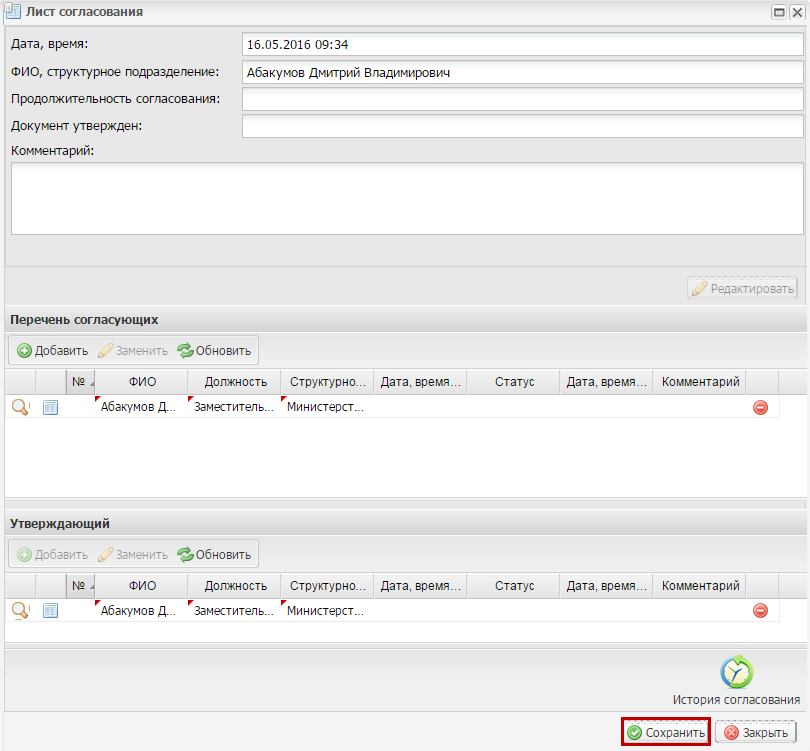 Лист согласования
Дата, время: 16.05.2016 09:34
ФИО, структурное подразделение: Абакумов Дмитрий Владимирович
Продолжительность согласования:
Документ утвержден:
Комментарий:
Редактировать
Перечень согласующих
Добавить Заменить Обновить
№ ФИО Должность Структурно... Дата, время... Статус Дата, время... Комментарий
Абакумов Д... Заместитель... Министерст...
Утверждающий
Добавить Заменить Обновить
№ ФИО Должность Структурно... Дата, время... Статус Дата, время... Комментарий
Абакумов Д... Заместитель... Министерст...
История согласования
Сохранить Закрыть